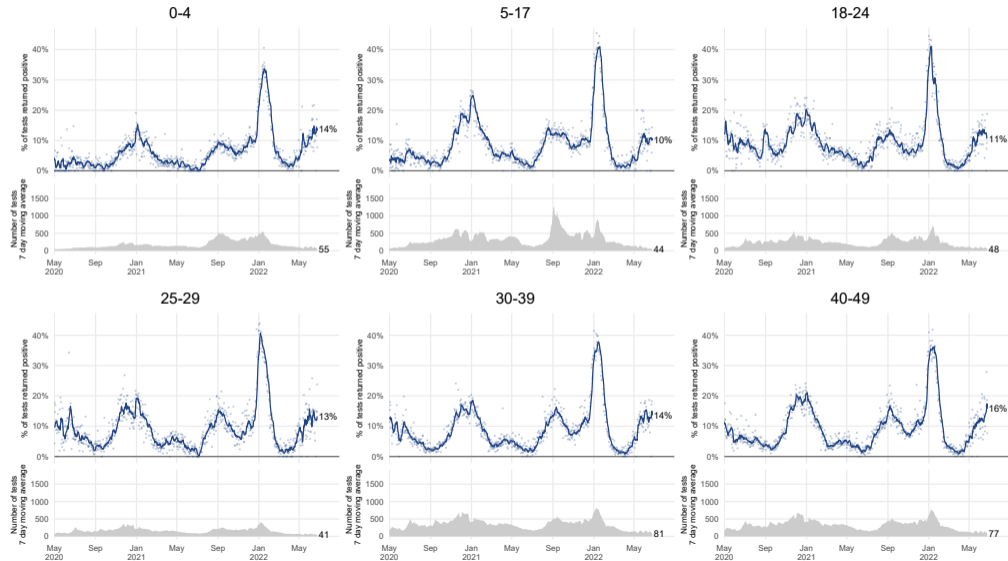 0-4
5-17
18-24
% of tests returned positive
40%
30%
20%
10%
0%
14%
% of tests returned positive
40%
30%
20%
10%
0%
10%
% of tests returned positive
40%
30%
20%
10%
0%
11%
Number of tests
7 day moving average
1500
1000
500
0
55
Number of tests
7 day moving average
1500
1000
500
0
44
Number of tests
7 day moving average
1500
1000
500
0
48
May Sep Jan May Sep Jan May
2020 2021 2022
May Sep Jan May Sep Jan May
2020 2021 2022
May Sep Jan May Sep Jan May
2020 2021 2022
25-29
30-39
40-49
% of tests returned positive
40%
30%
20%
10%
0%
13%
% of tests returned positive
40%
30%
20%
10%
0%
14%
% of tests returned positive
40%
30%
20%
10%
0%
16%
Number of tests
7 day moving average
1500
1000
500
0
41
Number of tests
7 day moving average
1500
1000
500
0
81
Number of tests
7 day moving average
1500
1000
500
0
77
May Sep Jan May Sep Jan May
2020 2021 2022
May Sep Jan May Sep Jan May
2020 2021 2022
May Sep Jan May Sep Jan May
2020 2021 2022